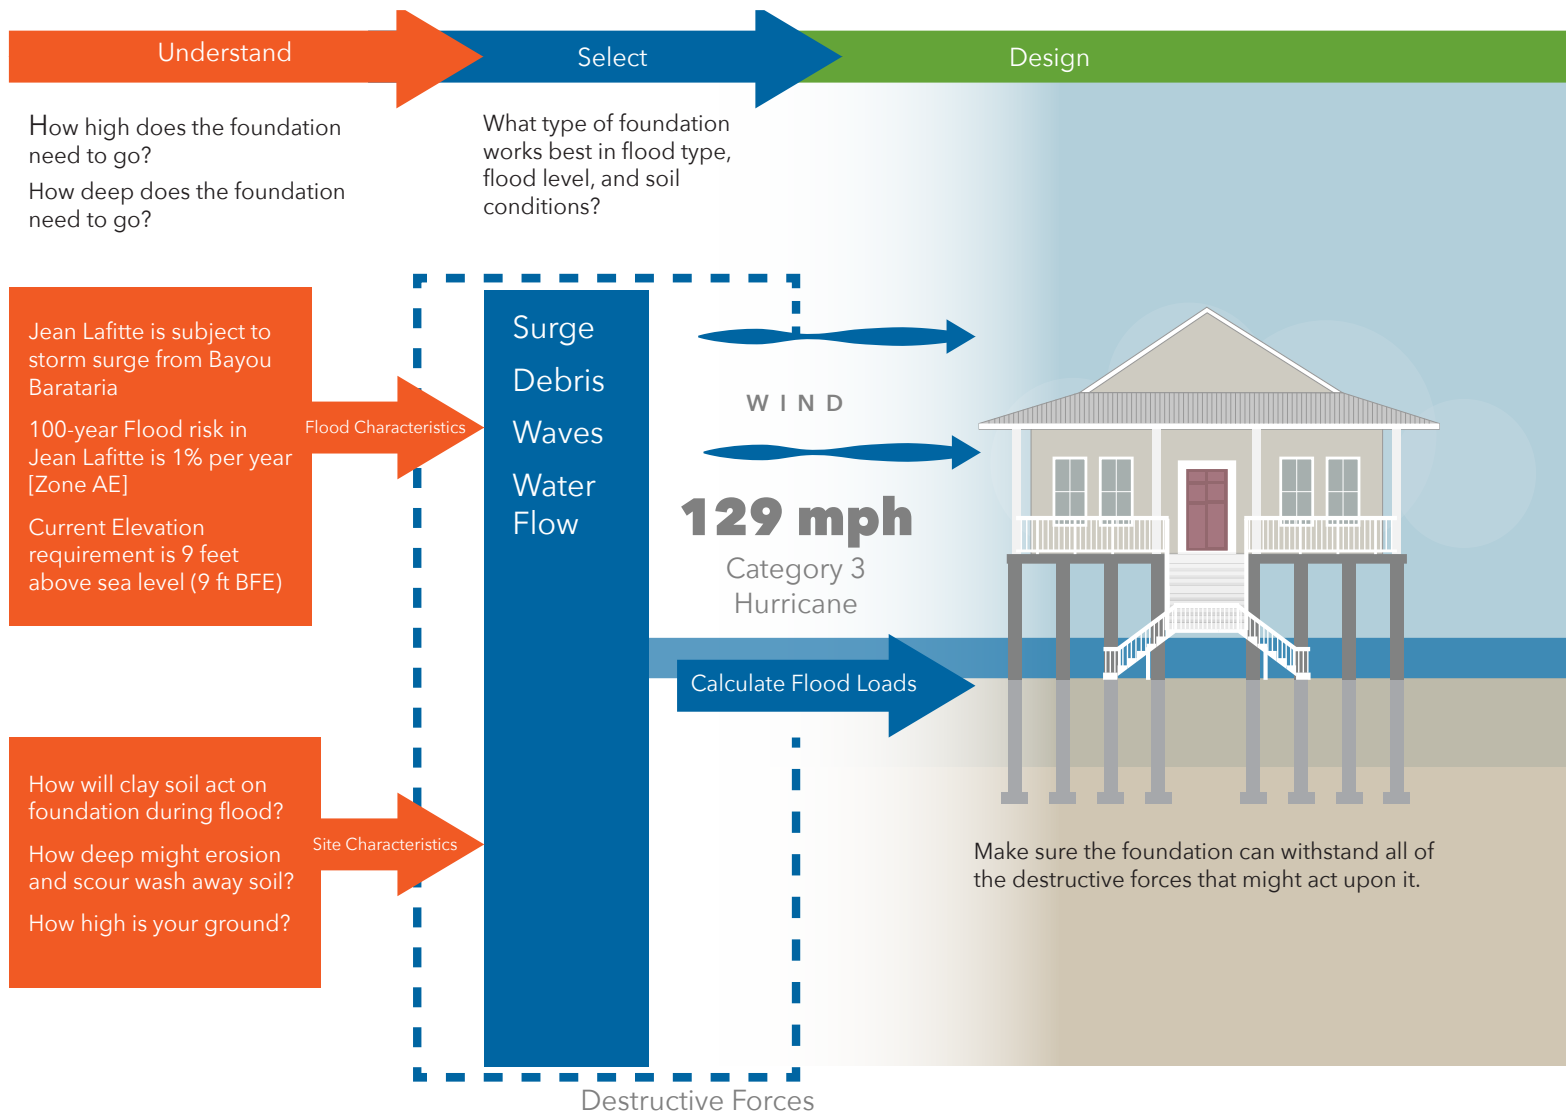 Understand
Select
Design
How high does the foundation
need to go?
How deep does the foundation
need to go?
What type of foundation
works best in flood type,
flood level, and soil
conditions?
Jean Lafitte is subject to
storm surge from Bayou
Barataria
100-year Flood risk in
Jean Lafitte is 1% per year
[Zone AE]
Current Elevation
requirement is 9 feet
above sea level (9 ft BFE)
Flood Characteristics
Surge
Debris
Waves
Water
Flow
WIND
129 mph
Category 3
Hurricane
Calculate Flood Loads
How will clay soil act on
foundation during flood?
How deep might erosion
and scour wash away soil?
How high is your ground?
Site Characteristics
Make sure the foundation can withstand all of
the destructive forces that might act upon it.
Destructive Forces